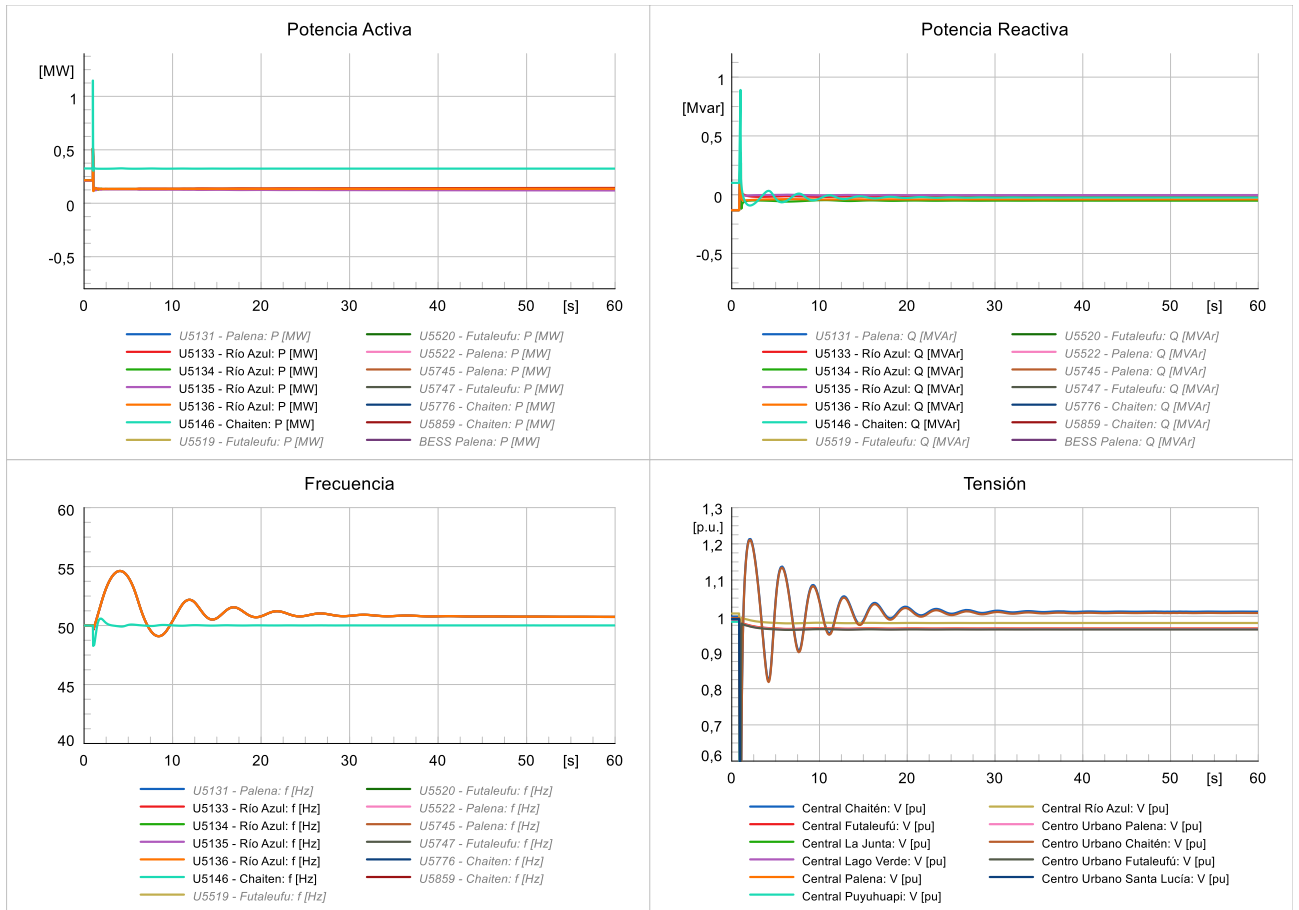 Potencia Activa
[MW]
1
0,5
0
-0,5
0 10 20 30 40 50 [s] 60
U5131 - Palena: P [MW] U5520 - Futaleufu: P [MW]
U5133 - Río Azul: P [MW] U5522 - Palena: P [MW]
U5134 - Río Azul: P [MW] U5745 - Palena: P [MW]
U5135 - Río Azul: P [MW] U5747 - Futaleufu: P [MW]
U5136 - Río Azul: P [MW] U5776 - Chaiten: P [MW]
U5146 - Chaiten: P [MW] U5859 - Chaiten: P [MW]
U5519 - Futaleufu: P [MW] BESS Palena: P [MW]
Potencia Reactiva
1
[Mvar]
0,5
0
-0,5
0 10 20 30 40 50 [s] 60
U5131 - Palena: Q [MVAr] U5520 - Futaleufu: Q [MVAr]
U5133 - Río Azul: Q [MVAr] U5522 - Palena: Q [MVAr]
U5134 - Río Azul: Q [MVAr] U5745 - Palena: Q [MVAr]
U5135 - Río Azul: Q [MVAr] U5747 - Futaleufu: Q [MVAr]
U5136 - Río Azul: Q [MVAr] U5776 - Chaiten: Q [MVAr]
U5146 - Chaiten: Q [MVAr] U5859 - Chaiten: Q [MVAr]
U5519 - Futaleufu: Q [MVAr] BESS Palena: Q [MVAr]
Frecuencia
60
55
50
45
40
0 10 20 30 40 50 [s] 60
U5131 - Palena: f [Hz] U5520 - Futaleufu: f [Hz]
U5133 - Río Azul: f [Hz] U5522 - Palena: f [Hz]
U5134 - Río Azul: f [Hz] U5745 - Palena: f [Hz]
U5135 - Río Azul: f [Hz] U5747 - Futaleufu: f [Hz]
U5136 - Río Azul: f [Hz] U5776 - Chaiten: f [Hz]
U5146 - Chaiten: f [Hz] U5859 - Chaiten: f [Hz]
U5519 - Futaleufu: f [Hz]
Tensión
1,3
[p.u.]
1,2
1,1
1
0,9
0,8
0,7
0,6
0 10 20 30 40 50 [s] 60
Central Chaitén: V [pu] Central Río Azul: V [pu]
Central Futaleufú: V [pu] Centro Urbano Palena: V [pu]
Central La Junta: V [pu] Centro Urbano Chaitén: V [pu]
Central Lago Verde: V [pu] Centro Urbano Futaleufú: V [pu]
Central Palena: V [pu] Centro Urbano Santa Lucía: V [pu]
Central Puyuhuapi: V [pu]